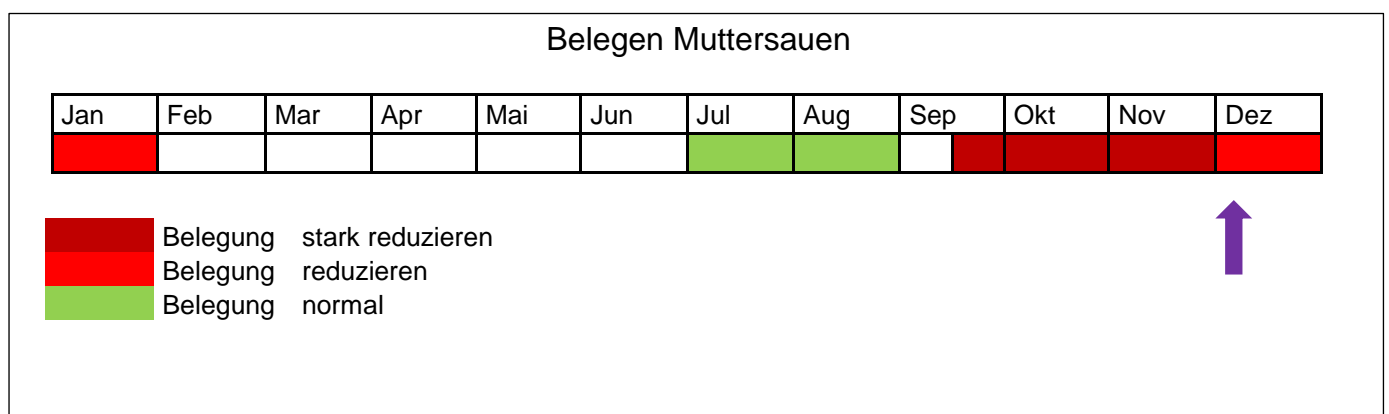 Belegen Muttersauen
Jan Feb Mar Apr Mai Jun Jul Aug Sep Okt Nov Dez
Belegung stark reduzieren
Belegung reduzieren
Belegung normal